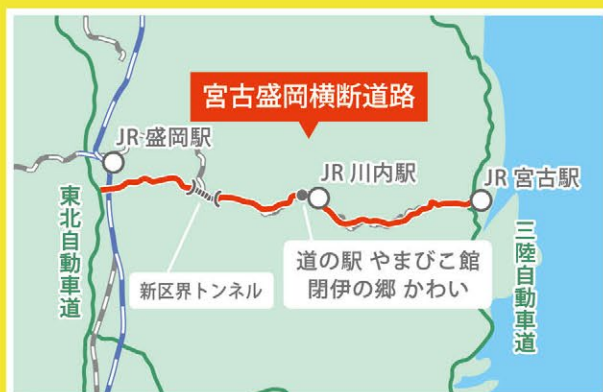 宮古盛岡横断道路
JR 盛岡駅
JR 川内駅
JR 宮古駅
東北自動車道
新区界トンネル
道の駅 やまびこ館
閉伊の郷 かわい
三陸自動車道